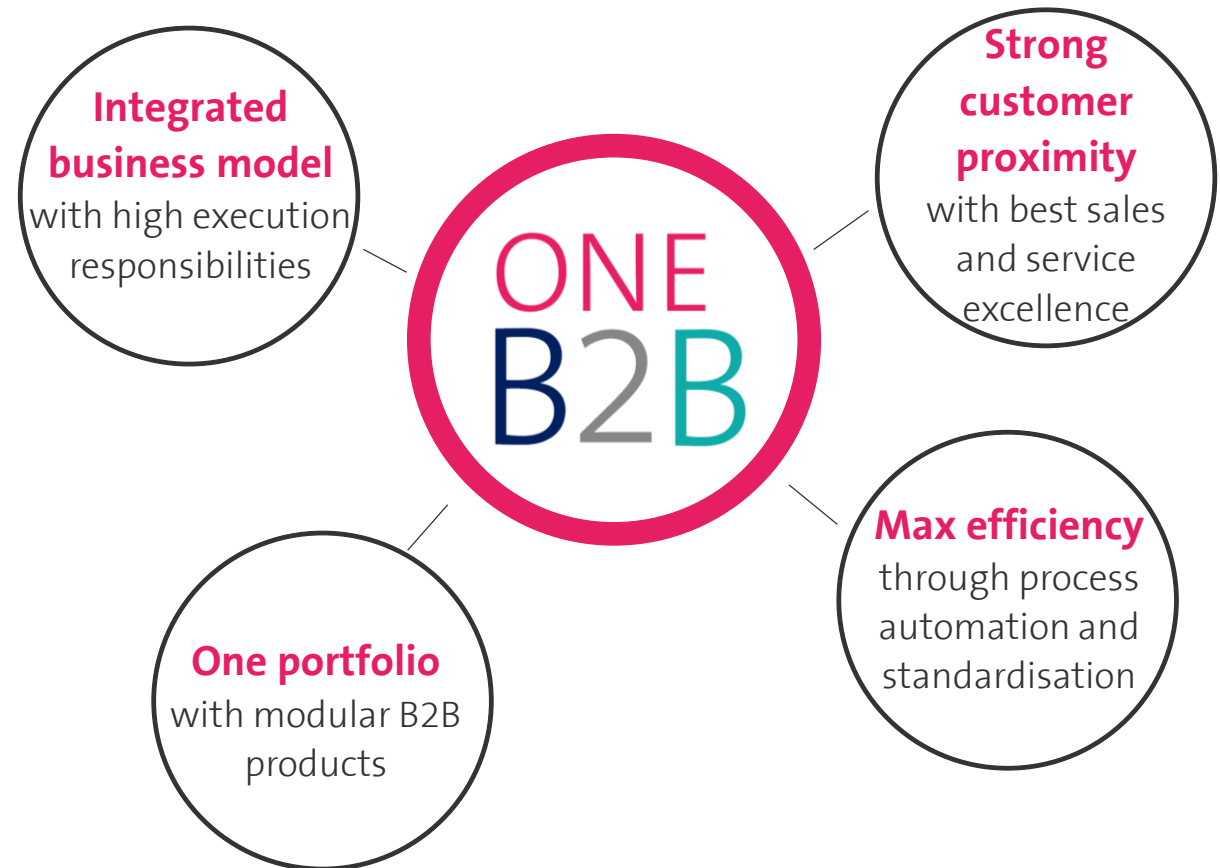 Integrated
business model
with high execution
responsibilities
Strong
customer
proximity
with best sales
and service
excellence
ONE
B2B
One portfolio
with modular B2B
products
Max efficiency
through process
automation and
standardisation